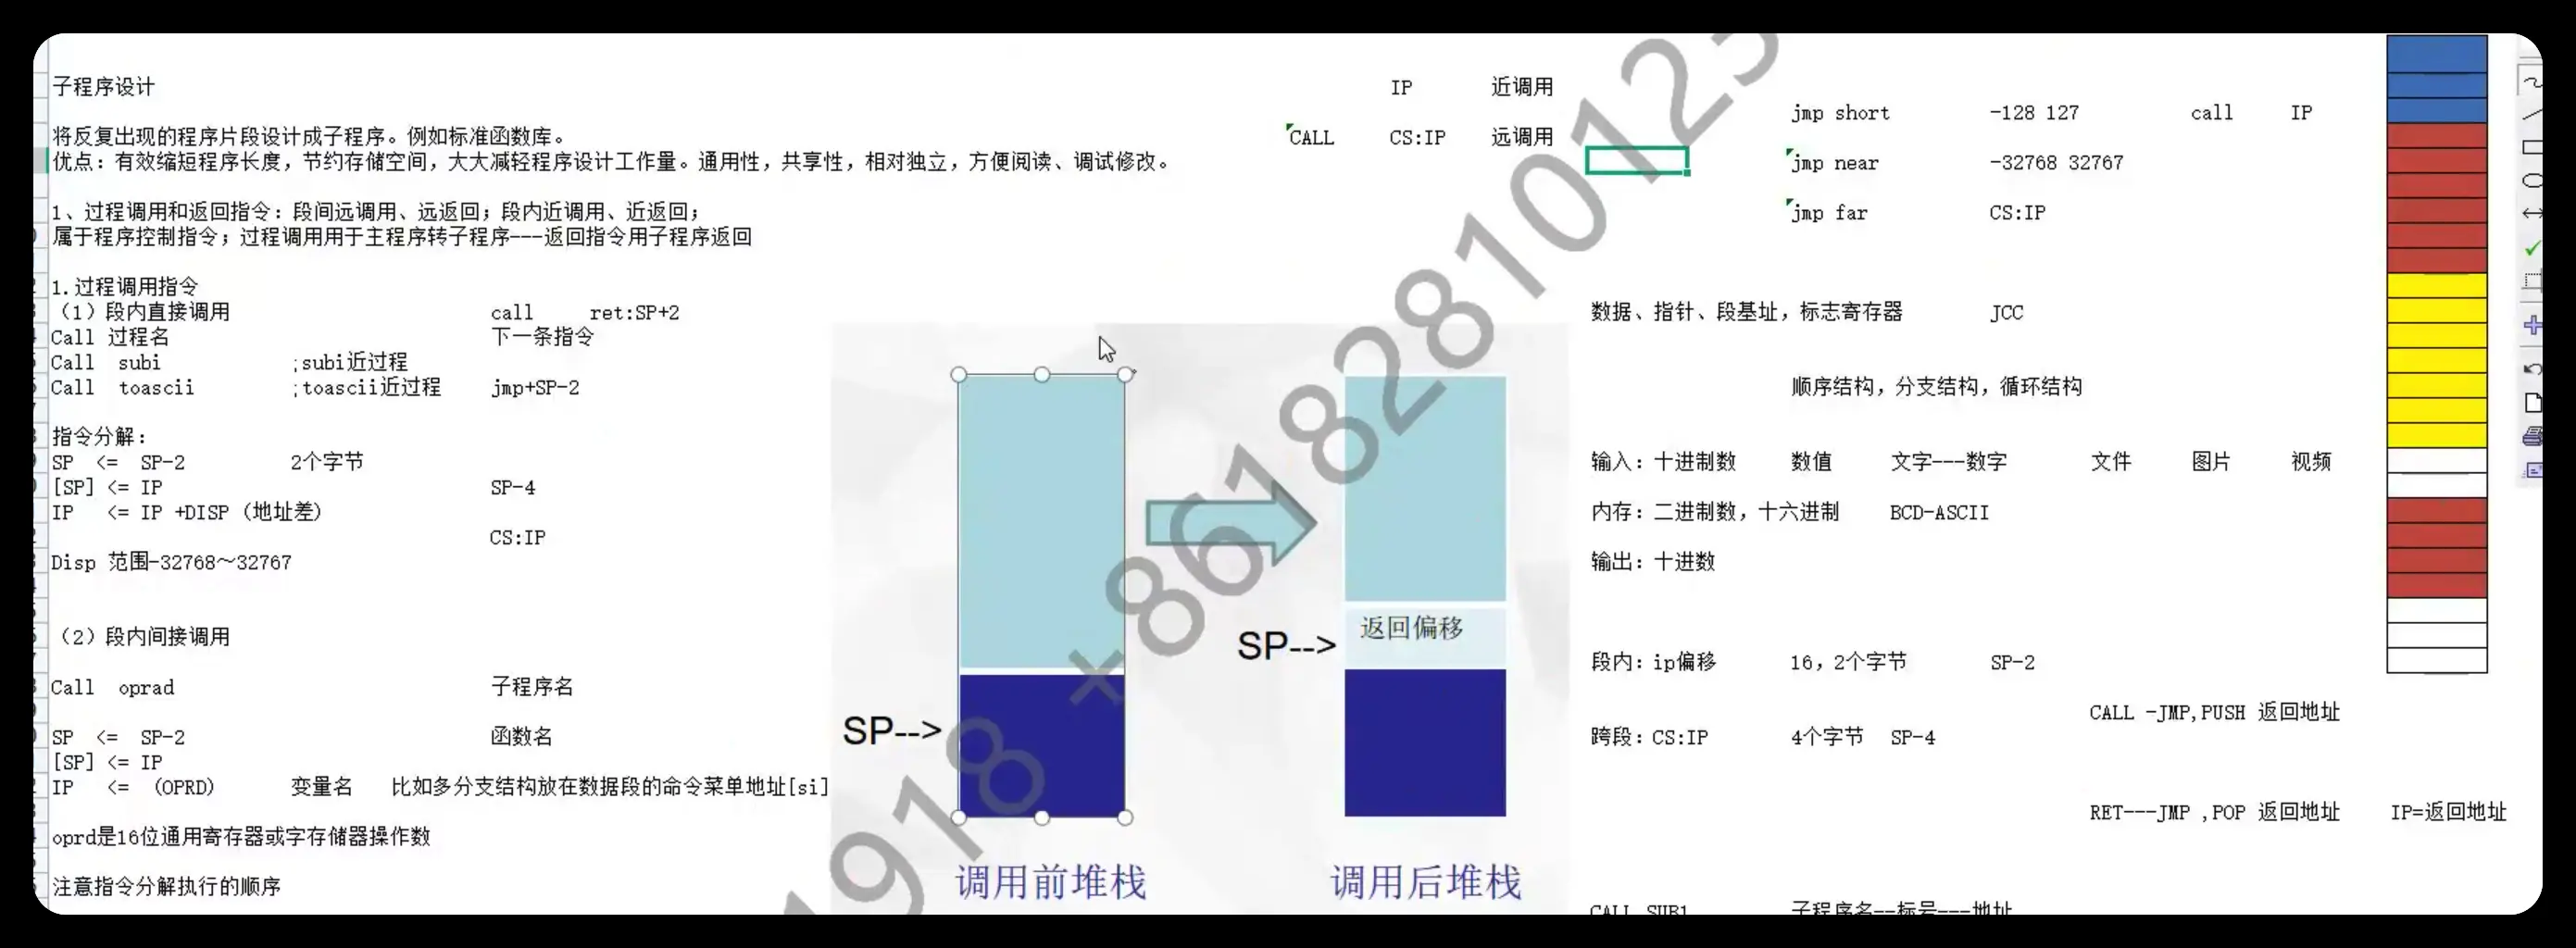 子程序设计
将反复出现的程序片段设计成子程序。例如标准函数库。
优点：有效缩短程序长度，节约存储空间，大大减轻程序设计工作量。通用性，共享性，相对独立，方便阅读、调试修改。
1、过程调用和返回指令：段间远调用、远返回；段内近调用、近返回；
属于程序控制指令；过程调用用于主程序转子程序---返回指令用子程序返回
1.过程调用指令
（1）段内直接调用 call ret:SP+2
Call 过程名 下一条指令
Call subi ;subi近过程
Call toascii ;toascii近过程 jmp+SP-2
指令分解：
SP <= SP-2 2个字节
[SP] <= IP SP-4
IP <= IP +DISP（地址差）
CS:IP
Disp 范围-32768～32767
（2）段内间接调用
Call oprad 子程序名
SP <= SP-2 函数名
[SP] <= IP
IP <= （OPRD） 变量名 比如多分支结构放在数据段的命令菜单地址[si]
oprd是16位通用寄存器或字存储器操作数
注意指令分解执行的顺序
SP-->
调用前堆栈
SP--> 返回偏移
调用后堆栈
IP 近调用
CALL CS:IP 远调用
jmp short -128 127 call IP
jmp near -32768 32767
jmp far CS:IP
数据、指针、段基址，标志寄存器 JCC
顺序结构，分支结构，循环结构
输入：十进制数 数值 文字---数字 文件 图片 视频
内存：二进制数，十六进制 BCD-ASCII
输出：十进数
段内：ip偏移 16，2个字节 SP-2
CALL -JMP,PUSH 返回地址
跨段：CS:IP 4个字节 SP-4
RET---JMP ,POP 返回地址 IP=返回地址
CALL SUB1 子程序名--标号---地址